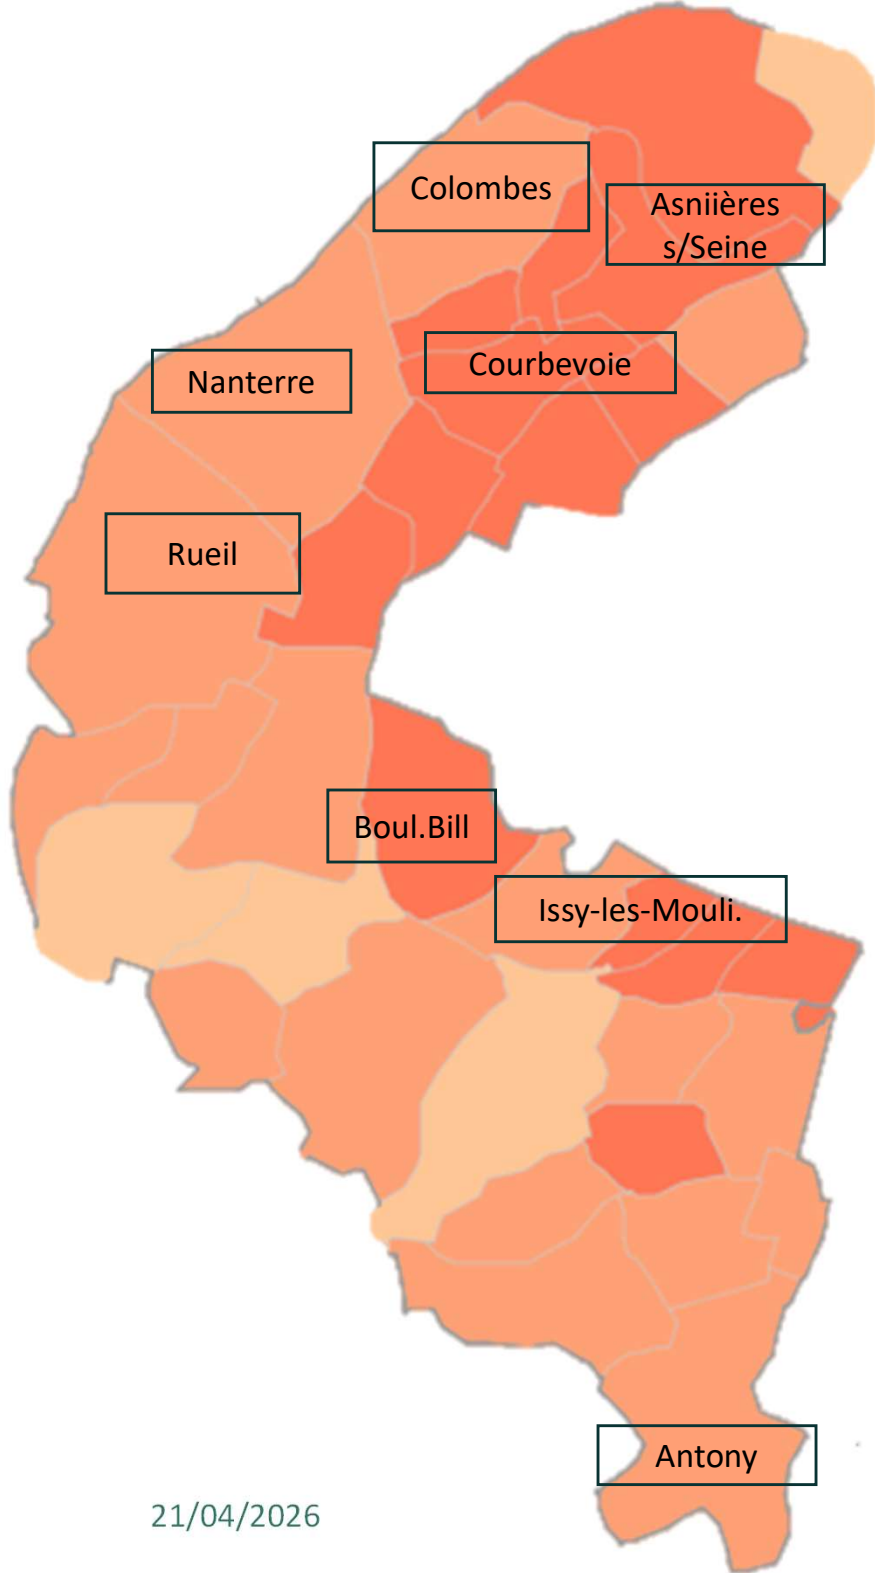 Colombes
Asniières
s/Seine
Courbevoie
Nanterre
Rueil
Boul.Bill
Issy-les-Mouli.
Antony
21/04/2026